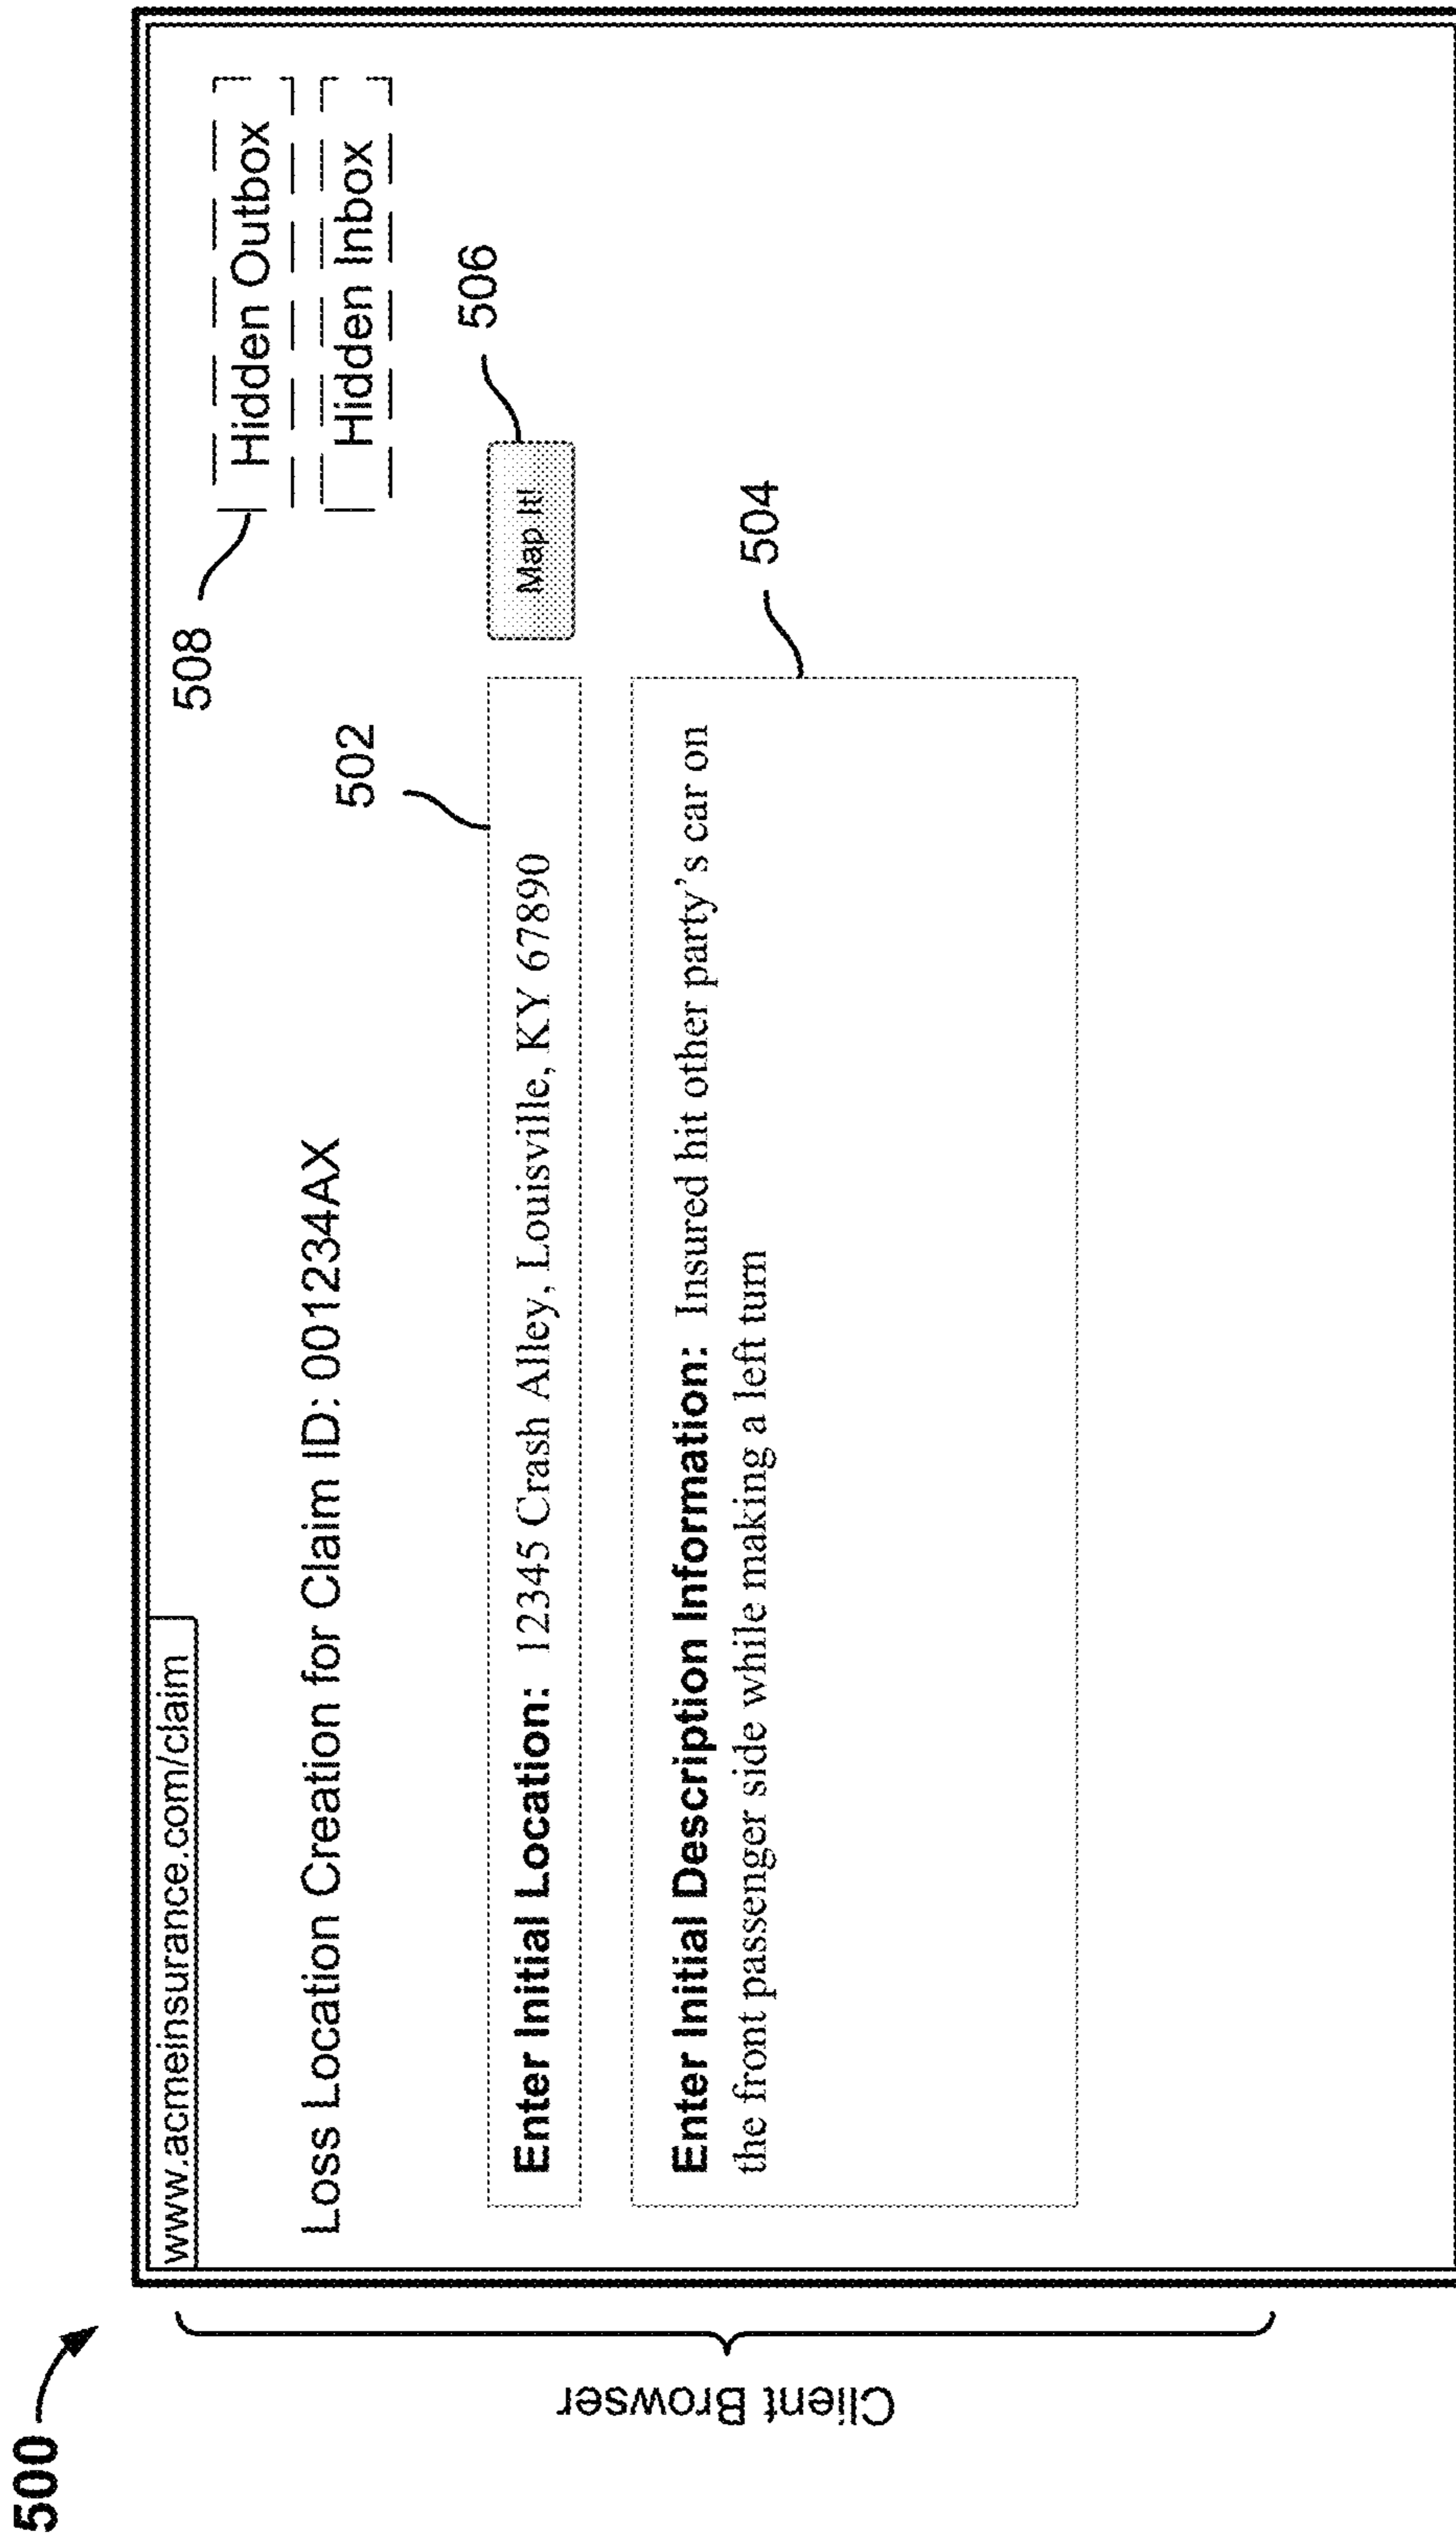 500
Client Browser
www.acmeinsurance.com/claim
508
Hidden Outbox
Hidden Inbox
Loss Location Creation for Claim ID: 001234AX
502
506
Enter Initial Location: 12345 Crash Alley, Louisville, KY 67890
Map It!
504
Enter Initial Description Information: Insured hit other party's car on
the front passenger side while making a left turn